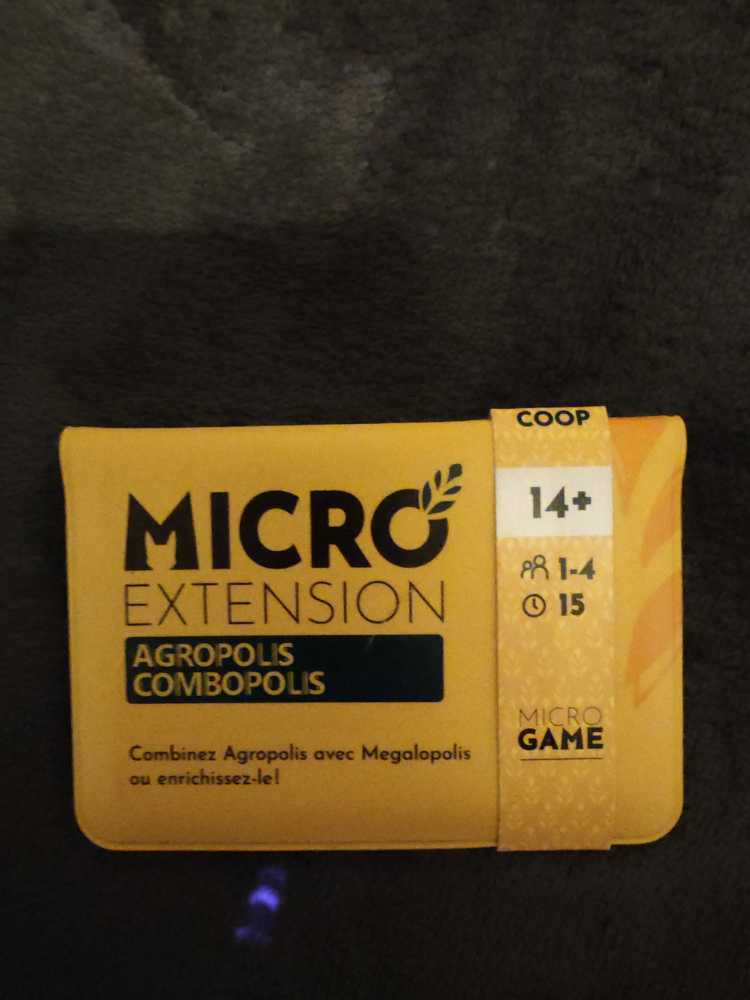 MICRO
EXTENSION
AGROPOLIS
COMBOPOLIS
Combinez Agropolis avec Megalopolis
ou enrichissez-le!
COOP
14+
1-4
15
MICRO
GAME